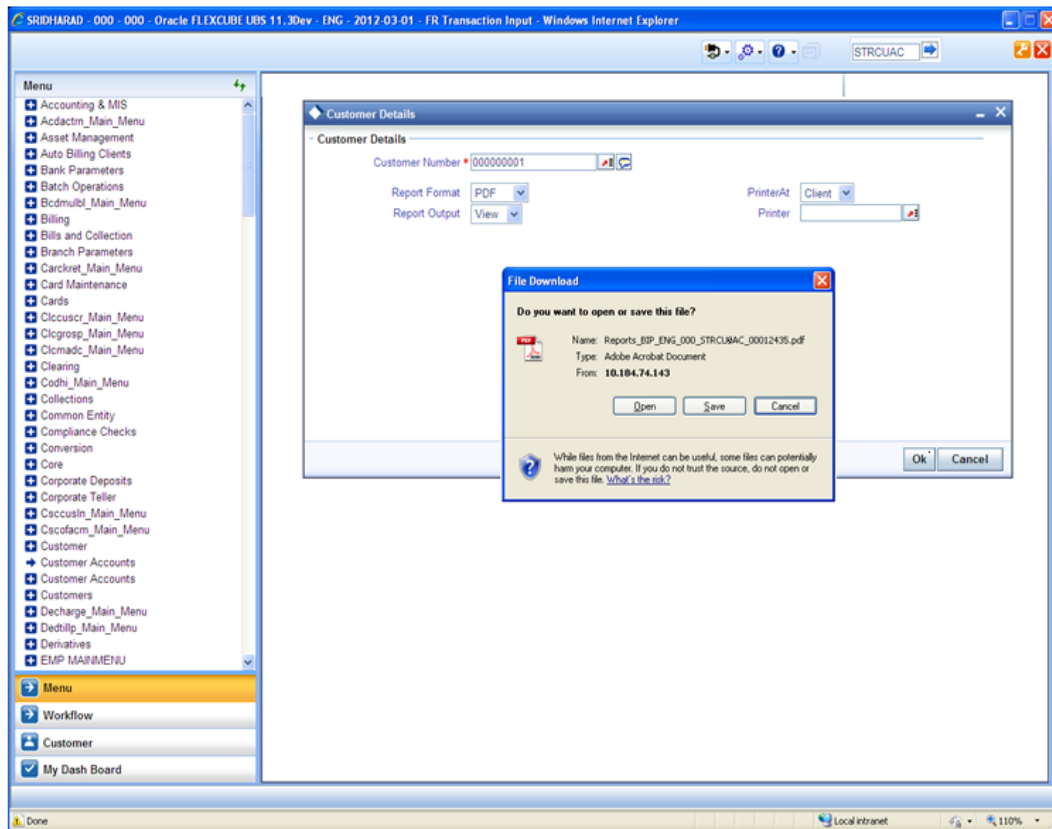 SRIDHARAD - 000 - 000 - Oracle FLEXCUBE UBS 11.3Dev - ENG - 2012-03-01 - FR Transaction Input - Windows Internet Explorer
STRCUAC
Menu
Accounting & MIS
Acdactrn_Main_Menu
Asset Management
Auto Billing Clients
Bank Parameters
Batch Operations
Bcdmulbl_Main_Menu
Billing
Bills and Collection
Branch Parameters
Carckret_Main_Menu
Card Maintenance
Cards
Clccuscr_Main_Menu
Clcgrosp_Main_Menu
Clcmadc_Main_Menu
Clearing
Codhi_Main_Menu
Collections
Common Entity
Compliance Checks
Conversion
Core
Corporate Deposits
Corporate Teller
Csccusln_Main_Menu
Cscofacm_Main_Menu
Customer
Customer Accounts
Customer Accounts
Customers
Decharge_Main_Menu
Dedtillp_Main_Menu
Derivatives
EMP MAINMENU
Menu
Workflow
Customer
My Dash Board
Customer Details
Customer Details
Customer Number * 000000001
Report Format PDF
PrinterAt Client
Report Output View
Printer
File Download
Do you want to open or save this file?
Name: Reports_BIP_ENG_000_STRCUAC_00012435.pdf
Type: Adobe Acrobat Document
From: 10.184.74.143
Open Save Cancel
While files from the Internet can be useful, some files can potentially
harm your computer. If you do not trust the source, do not open or
save this file. What's the risk?
Ok Cancel
Done
Local intranet
110%